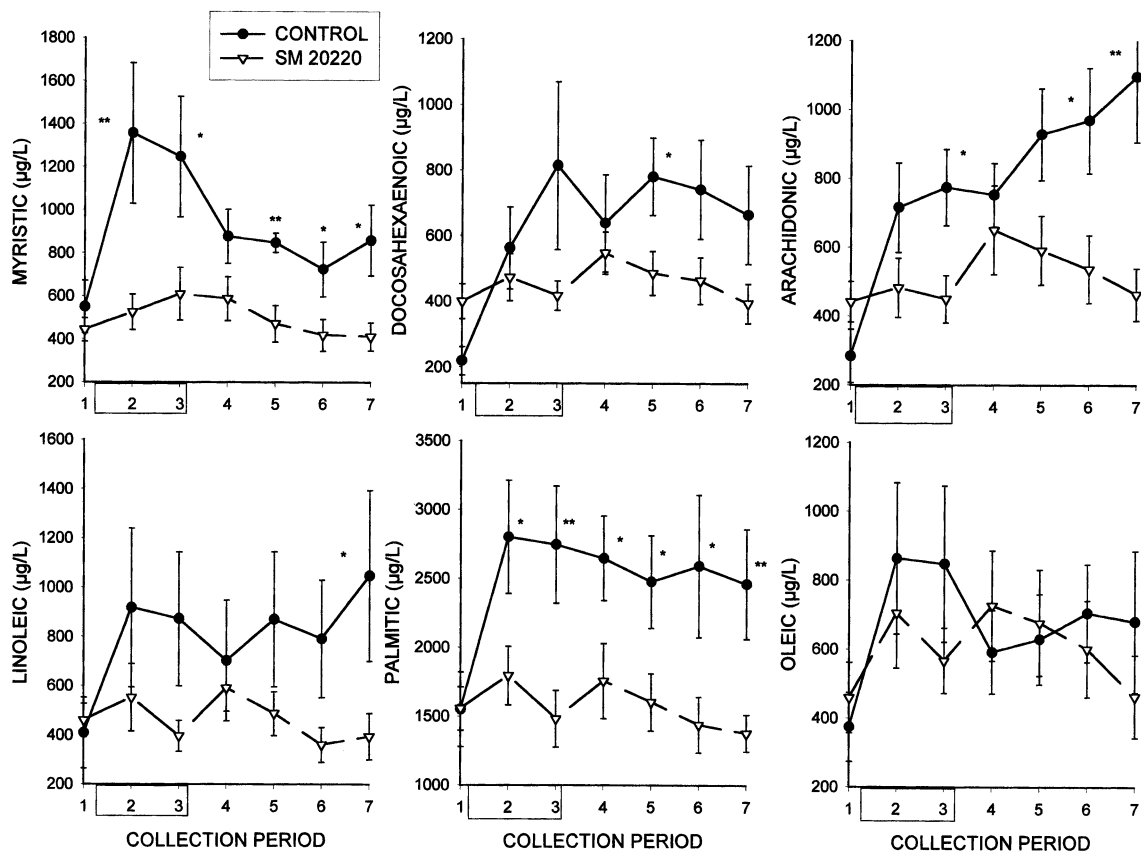 CONTROL
SM 20220
MYRISTIC (µg/L)
1800
1600
1400
1200
1000
800
600
400
200
** * ** * *
1 2 3 4 5 6 7
DOCOSAHEXAENOIC (µg/L)
1200
1000
800
600
400
200
*
1 2 3 4 5 6 7
ARACHIDONIC (µg/L)
1200
1000
800
600
400
200
* * **
1 2 3 4 5 6 7
LINOLEIC (µg/L)
1600
1400
1200
1000
800
600
400
200
*
1 2 3 4 5 6 7
COLLECTION PERIOD
PALMITIC (µg/L)
3500
3000
2500
2000
1500
1000
* ** * * * **
1 2 3 4 5 6 7
COLLECTION PERIOD
OLEIC (µg/L)
1200
1000
800
600
400
200
1 2 3 4 5 6 7
COLLECTION PERIOD